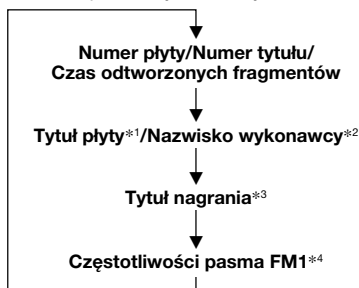 Numer płyty/Numer tytułu/
Czas odtworzonych fragmentów
Tytuł płyty*1/Nazwisko wykonawcy*2
Tytuł nagrania*3
Częstotliwości pasma FM1*4